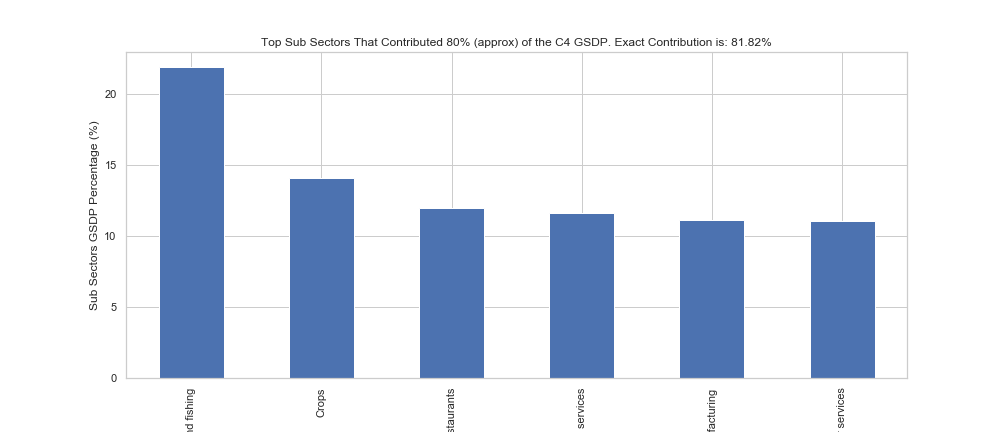 Top Sub Sectors That Contributed 80% (approx) of the C4 GSDP. Exact Contribution is: 81.82%
Sub Sectors GSDP Percentage (%)
20
15
10
5
0
nd fishing
Crops
staurants
services
facturing
services